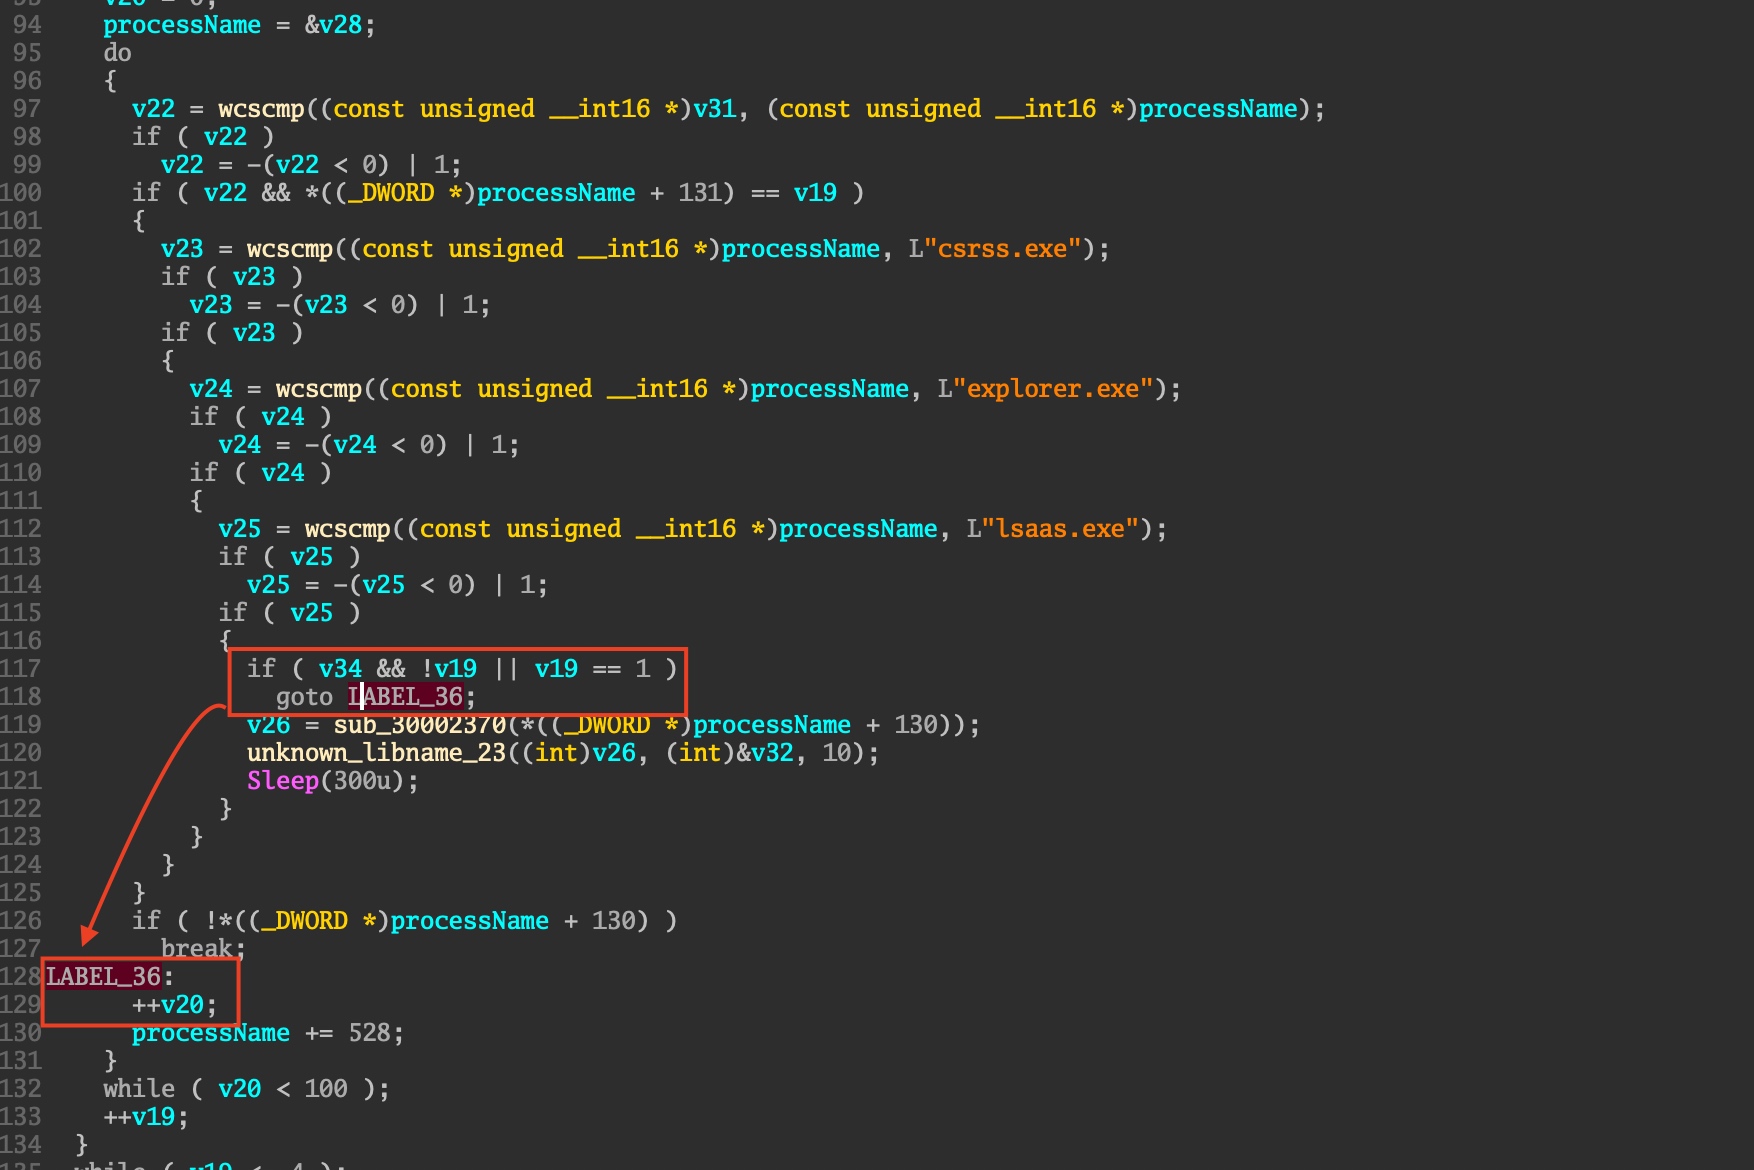 93 v20 = 0;
94 processName = &v28;
95 do
96 {
97 v22 = wcscmp((const unsigned __int16 *)v31, (const unsigned __int16 *)processName);
98 if ( v22 )
99 v22 = -(v22 < 0) | 1;
100 if ( v22 && *((_DWORD *)processName + 131) == v19 )
101 {
102 v23 = wcscmp((const unsigned __int16 *)processName, L"csrss.exe");
103 if ( v23 )
104 v23 = -(v23 < 0) | 1;
105 if ( v23 )
106 {
107 v24 = wcscmp((const unsigned __int16 *)processName, L"explorer.exe");
108 if ( v24 )
109 v24 = -(v24 < 0) | 1;
110 if ( v24 )
111 {
112 v25 = wcscmp((const unsigned __int16 *)processName, L"lsaas.exe");
113 if ( v25 )
114 v25 = -(v25 < 0) | 1;
115 if ( v25 )
116 {
117 if ( v34 && !v19 || v19 == 1 )
118 goto LABEL_36;
119 v26 = sub_30002370(*((_DWORD *)processName + 130));
120 unknown_libname_23((int)v26, (int)&v32, 10);
121 Sleep(300u);
122 }
123 }
124 }
125 }
126 if ( !*((_DWORD *)processName + 130) )
127 break;
128 LABEL_36:
129 ++v20;
130 processName += 528;
131 }
132 while ( v20 < 100 );
133 ++v19;
134 }
135 while ( v19 < 4 );